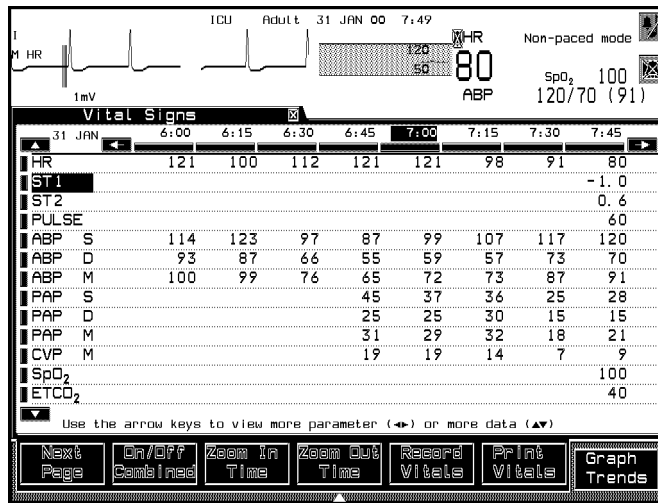 ICU Adult 31 JAN 00 7:49
I
M HR
1mV
120
50
HR
80
ABP
Non-paced mode
SpO₂ 100
120/70 (91)
Vital Signs
31 JAN 6:00 6:15 6:30 6:45 7:00 7:15 7:30 7:45
HR 121 100 112 121 121 98 91 80
ST1 -1.0
ST2 0.6
PULSE 60
ABP S 114 123 97 87 99 107 117 120
ABP D 93 87 66 55 59 57 73 70
ABP M 100 99 76 65 72 73 87 91
PAP S 45 37 36 25 28
PAP D 25 25 30 15 15
PAP M 31 29 32 18 21
CVP M 19 19 14 7 9
SpO₂ 100
ETCO₂ 40
Use the arrow keys to view more parameter (◂▸) or more data (▴▾)
Next Page
On/Off Combined
Zoom In Time
Zoom Out Time
Record Vitals
Print Vitals
Graph Trends